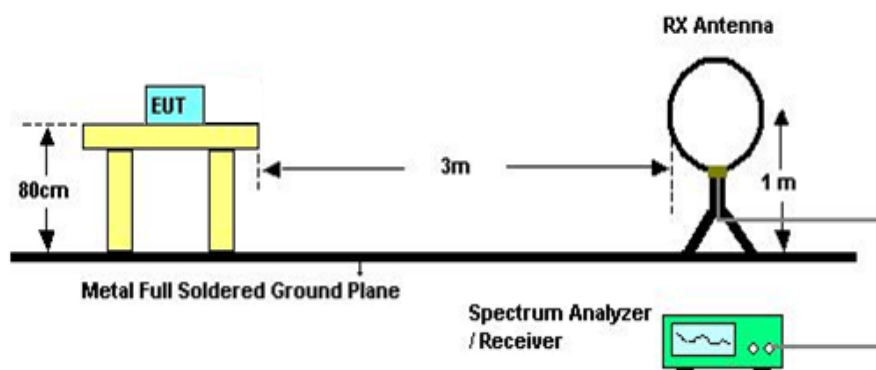 RX Antenna
EUT
3m
80cm
1 m
Metal Full Soldered Ground Plane
Spectrum Analyzer
/ Receiver